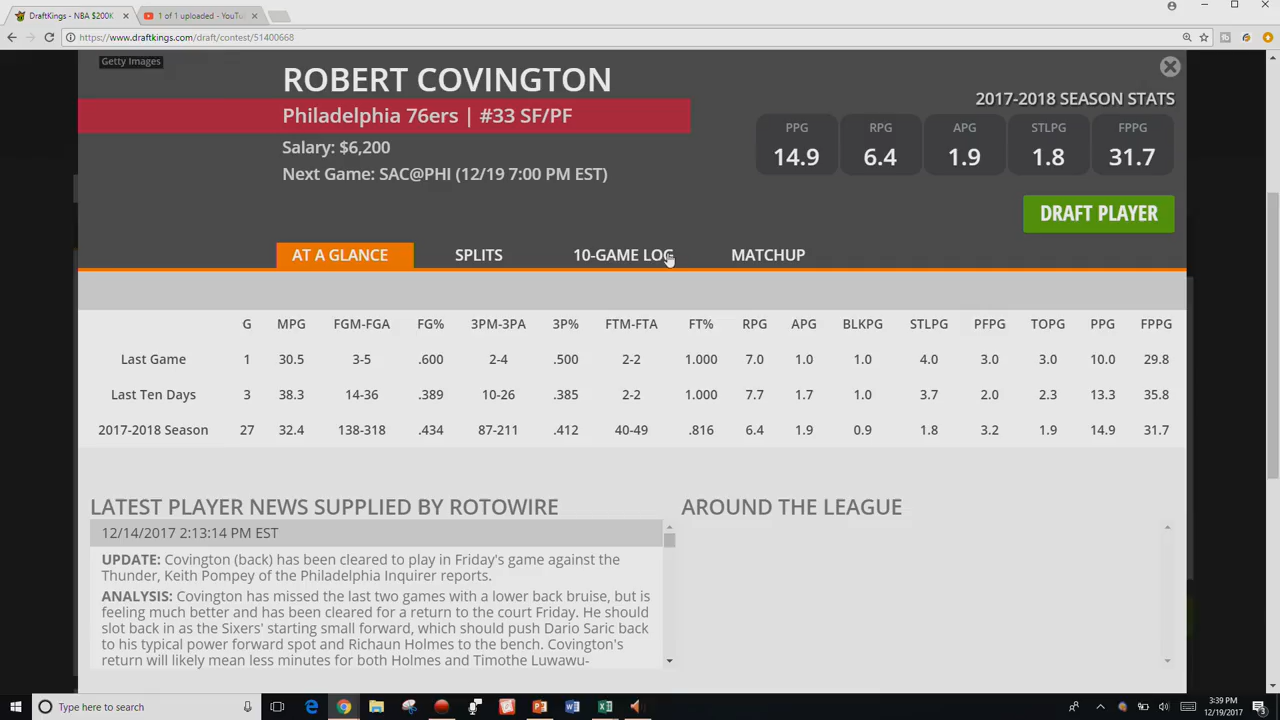 DraftKings - NBA $200K
1 of 1 uploaded - YouTu
https://www.draftkings.com/draft/contest/51400668
Getty Images
ROBERT COVINGTON
Philadelphia 76ers | #33 SF/PF
Salary: $6,200
Next Game: SAC@PHI (12/19 7:00 PM EST)
2017-2018 SEASON STATS
PPG RPG APG STLPG FPPG
14.9 6.4 1.9 1.8 31.7
DRAFT PLAYER
AT A GLANCE SPLITS 10-GAME LOG MATCHUP
G MPG FGM-FGA FG% 3PM-3PA 3P% FTM-FTA FT% RPG APG BLKPG STLPG PFPG TOPG PPG FPPG
Last Game 1 30.5 3-5 .600 2-4 .500 2-2 1.000 7.0 1.0 1.0 4.0 3.0 3.0 10.0 29.8
Last Ten Days 3 38.3 14-36 .389 10-26 .385 2-2 1.000 7.7 1.7 1.0 3.7 2.0 2.3 13.3 35.8
2017-2018 Season 27 32.4 138-318 .434 87-211 .412 40-49 .816 6.4 1.9 0.9 1.8 3.2 1.9 14.9 31.7
LATEST PLAYER NEWS SUPPLIED BY ROTOWIRE
12/14/2017 2:13:14 PM EST
UPDATE: Covington (back) has been cleared to play in Friday's game against the
Thunder, Keith Pompey of the Philadelphia Inquirer reports.
ANALYSIS: Covington has missed the last two games with a lower back bruise, but is
feeling much better and has been cleared for a return to the court Friday. He should
slot back in as the Sixers' starting small forward, which should push Dario Saric back
to his typical power forward spot and Richaun Holmes to the bench. Covington's
return will likely mean less minutes for both Holmes and Timothe Luwawu-
AROUND THE LEAGUE
Type here to search
3:39 PM
12/19/2017